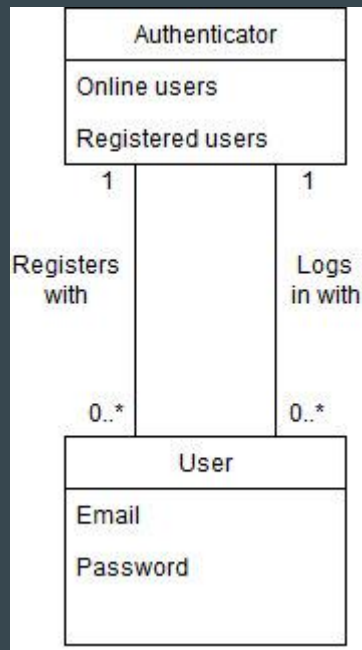 Authenticator
Online users
Registered users
1
1
Registers
with
Logs
in with
0..*
0..*
User
Email
Password